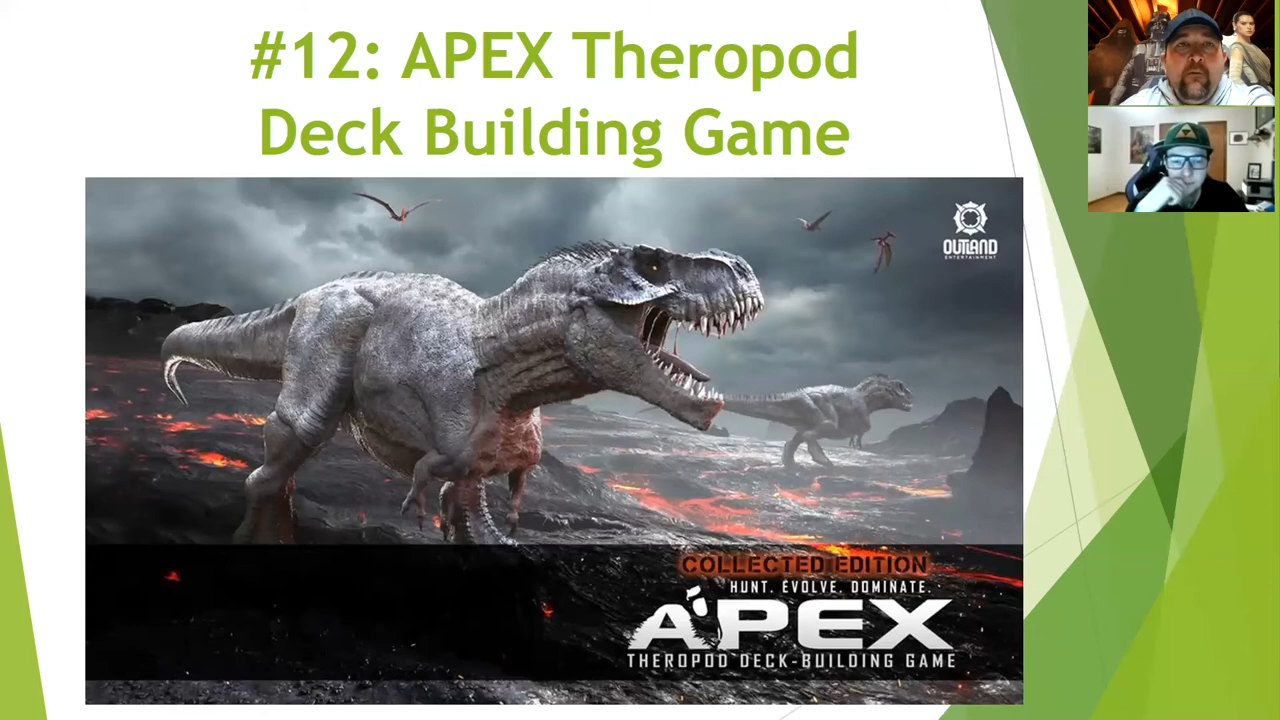 #12: APEX Theropod
Deck Building Game
OUTLAND
ENTERTAINMENT
COLLECTED EDITION
HUNT. EVOLVE. DOMINATE.
APEX
THEROPOD DECK-BUILDING GAME